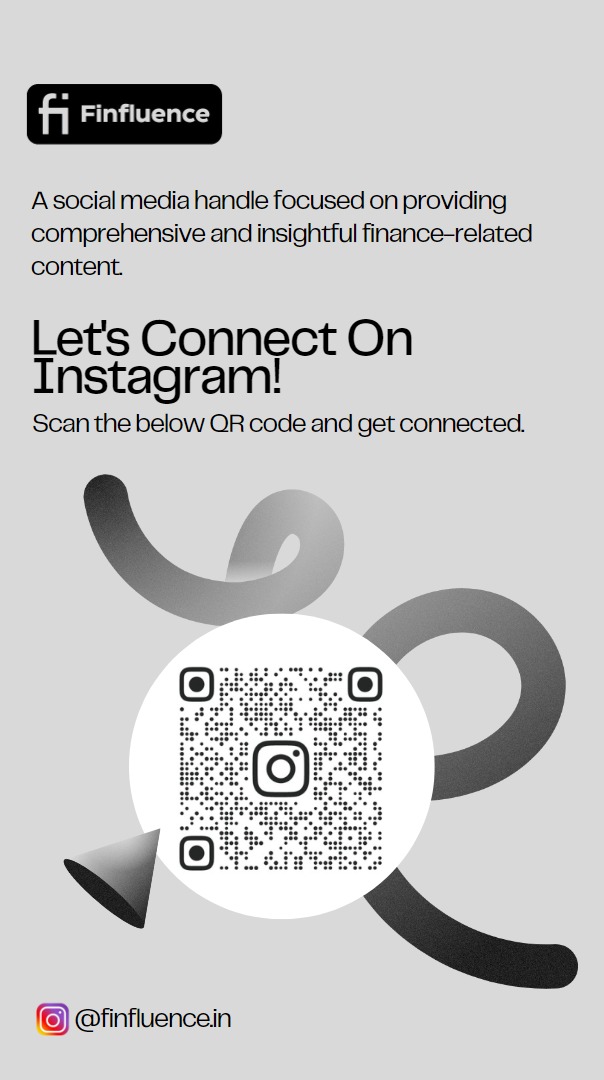 fi Finfluence
A social media handle focused on providing
comprehensive and insightful finance-related
content.
Let's Connect On
Instagram!
Scan the below QR code and get connected.
@finfluence.in